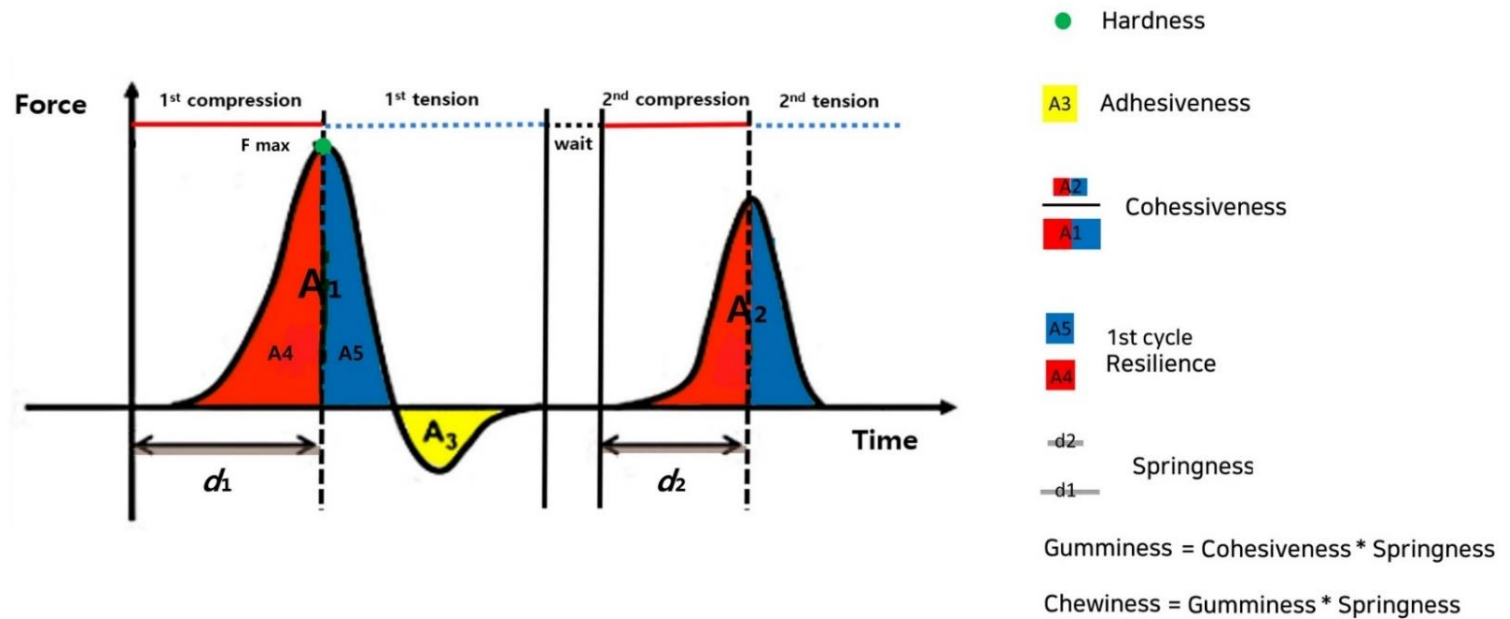 Force
1st compression
1st tension
2nd compression
2nd tension
F max
wait
A1
A4
A5
A2
A3
Time
d1
d2
Hardness
A3 Adhesiveness
A2
A1
Cohessiveness
A5
A4
1st cycle
Resilience
d2
d1
Springness
Gumminess = Cohesiveness * Springness
Chewiness = Gumminess * Springness